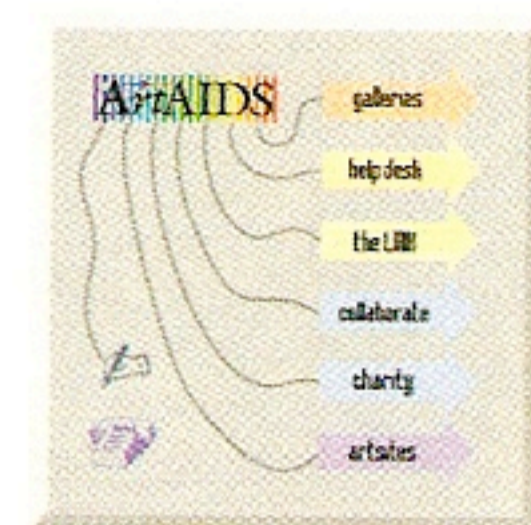 ArtAIDS
galleries
help desk
the LAB
collaborate
charity
artsites